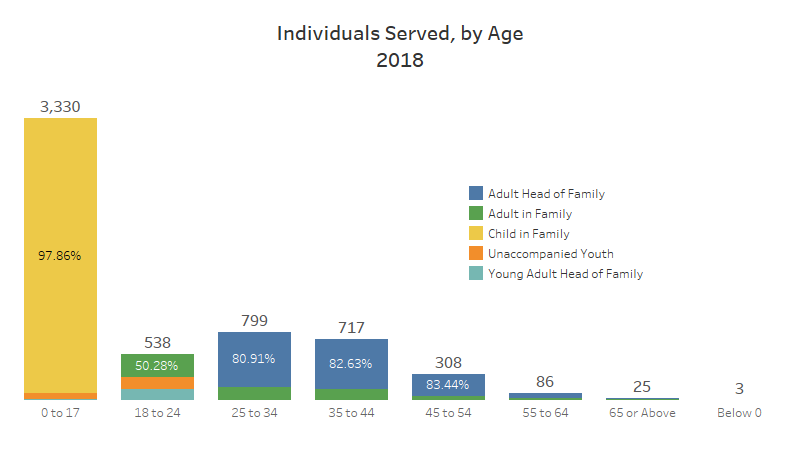 Individuals Served, by Age
2018
3,330
97.86%
538
50.28%
799
80.91%
717
82.63%
308
83.44%
86
25
3
Adult Head of Family
Adult in Family
Child in Family
Unaccompanied Youth
Young Adult Head of Family
0 to 17
18 to 24
25 to 34
35 to 44
45 to 54
55 to 64
65 or Above
Below 0